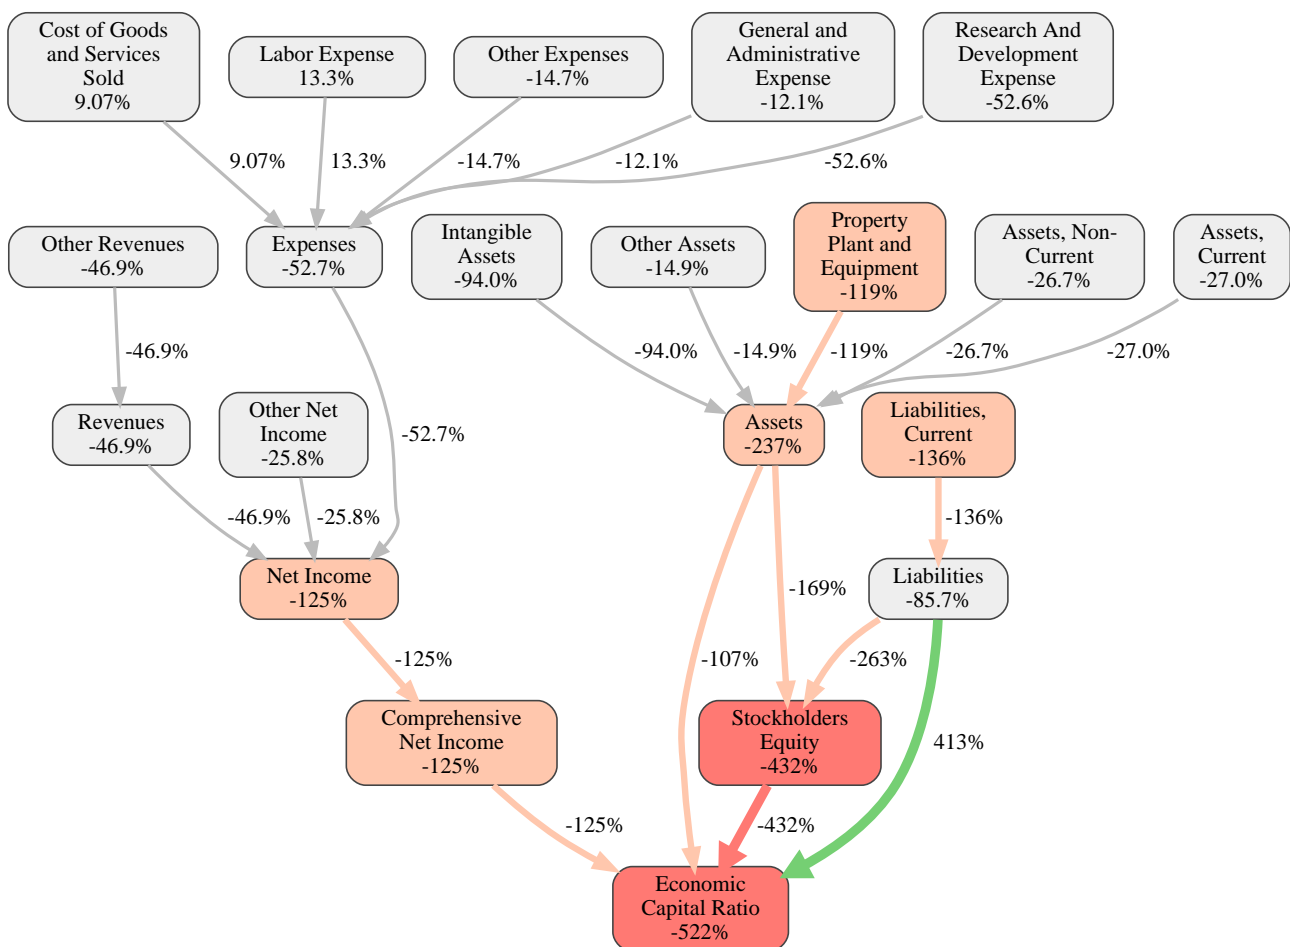 Cost of Goods
and Services
Sold
9.07%
Labor Expense
13.3%
Other Expenses
-14.7%
General and
Administrative
Expense
-12.1%
Research And
Development
Expense
-52.6%
9.07%
13.3%
-14.7%
-12.1%
-52.6%
Other Revenues
-46.9%
Expenses
-52.7%
Intangible
Assets
-94.0%
Other Assets
-14.9%
Property
Plant and
Equipment
-119%
Assets, Non-
Current
-26.7%
Assets,
Current
-27.0%
-46.9%
-94.0%
-14.9%
-119%
-26.7%
-27.0%
Revenues
-46.9%
Other Net
Income
-25.8%
-52.7%
Assets
-237%
Liabilities,
Current
-136%
-46.9%
-25.8%
-136%
Net Income
-125%
-169%
Liabilities
-85.7%
-125%
-107%
-263%
Comprehensive
Net Income
-125%
Stockholders
Equity
-432%
413%
-125%
-432%
Economic
Capital Ratio
-522%